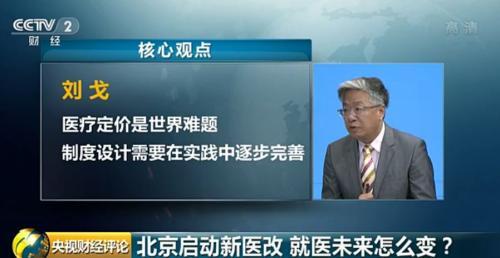 CCTV 2
财经
高清
核心观点
刘戈
医疗定价是世界难题
制度设计需要在实践中逐步完善
央视财经评论
北京启动新医改 就医未来怎么变？